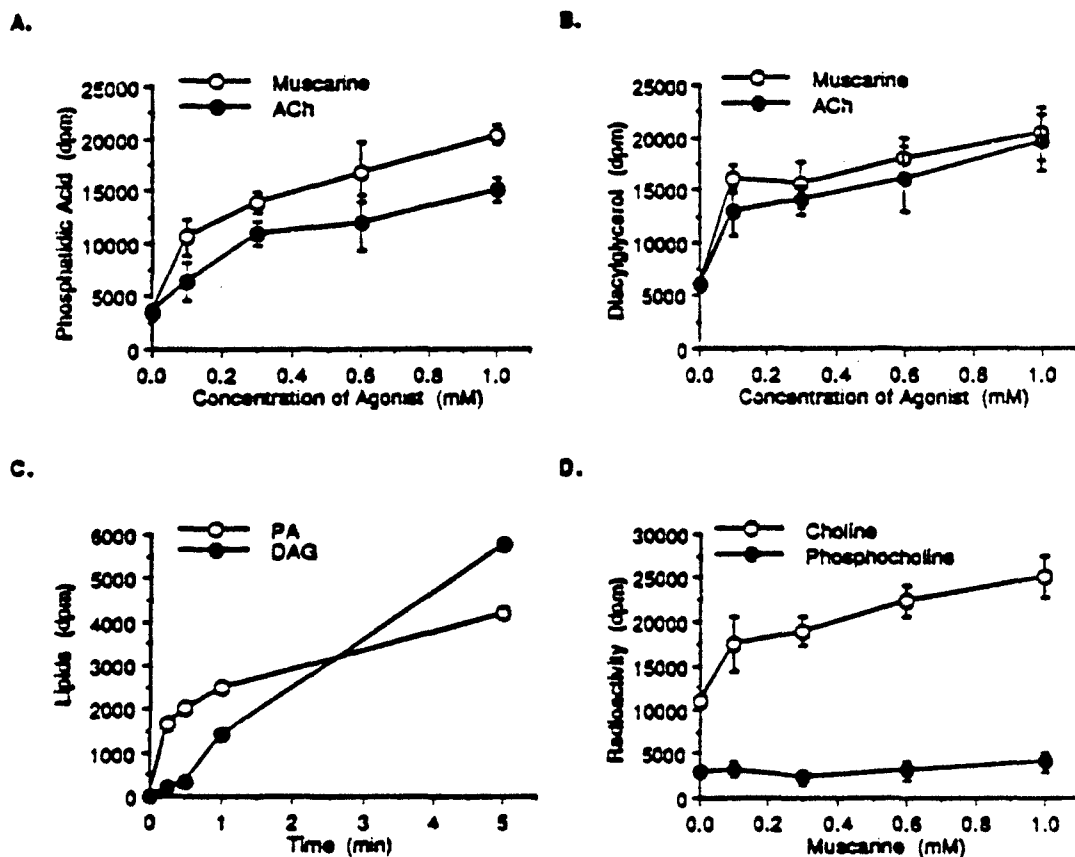 A.
Muscarine
ACh
Phosphatidic Acid (dpm)
25000
20000
15000
10000
5000
0
0.0 0.2 0.4 0.6 0.8 1.0
Concentration of Agonist (mM)
B.
Muscarine
ACh
Diacylglycerol (dpm)
25000
20000
15000
10000
5000
0
0.0 0.2 0.4 0.6 0.8 1.0
Concentration of Agonist (mM)
C.
PA
DAG
Lipids (dpm)
6000
5000
4000
3000
2000
1000
0
0 1 2 3 4 5
Time (min)
D.
Choline
Phosphocholine
Radioactivity (dpm)
30000
25000
20000
15000
10000
5000
0
0.0 0.2 0.4 0.6 0.8 1.0
Muscarine (mM)